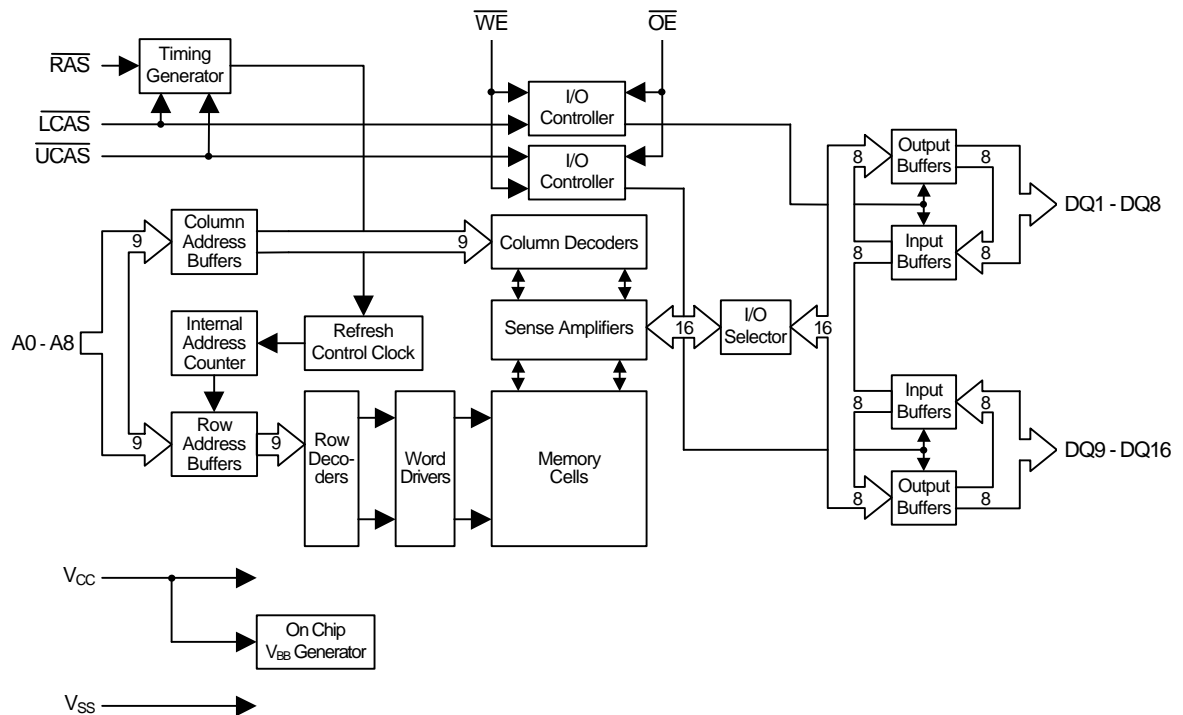 WE
OE
RAS
Timing
Generator
I/O
Controller
LCAS
UCAS
I/O
Controller
Output
Buffers
8
8
DQ1 - DQ8
Input
Buffers
8
8
Column
Address
Buffers
9
9
Column Decoders
A0 - A8
Internal
Address
Counter
Refresh
Control Clock
Sense Amplifiers
16
I/O
Selector
16
Input
Buffers
8
8
Row
Address
Buffers
9
9
Row
Deco-
ders
Word
Drivers
Memory
Cells
DQ9 - DQ16
Output
Buffers
8
8
VCC
On Chip
VBB Generator
VSS